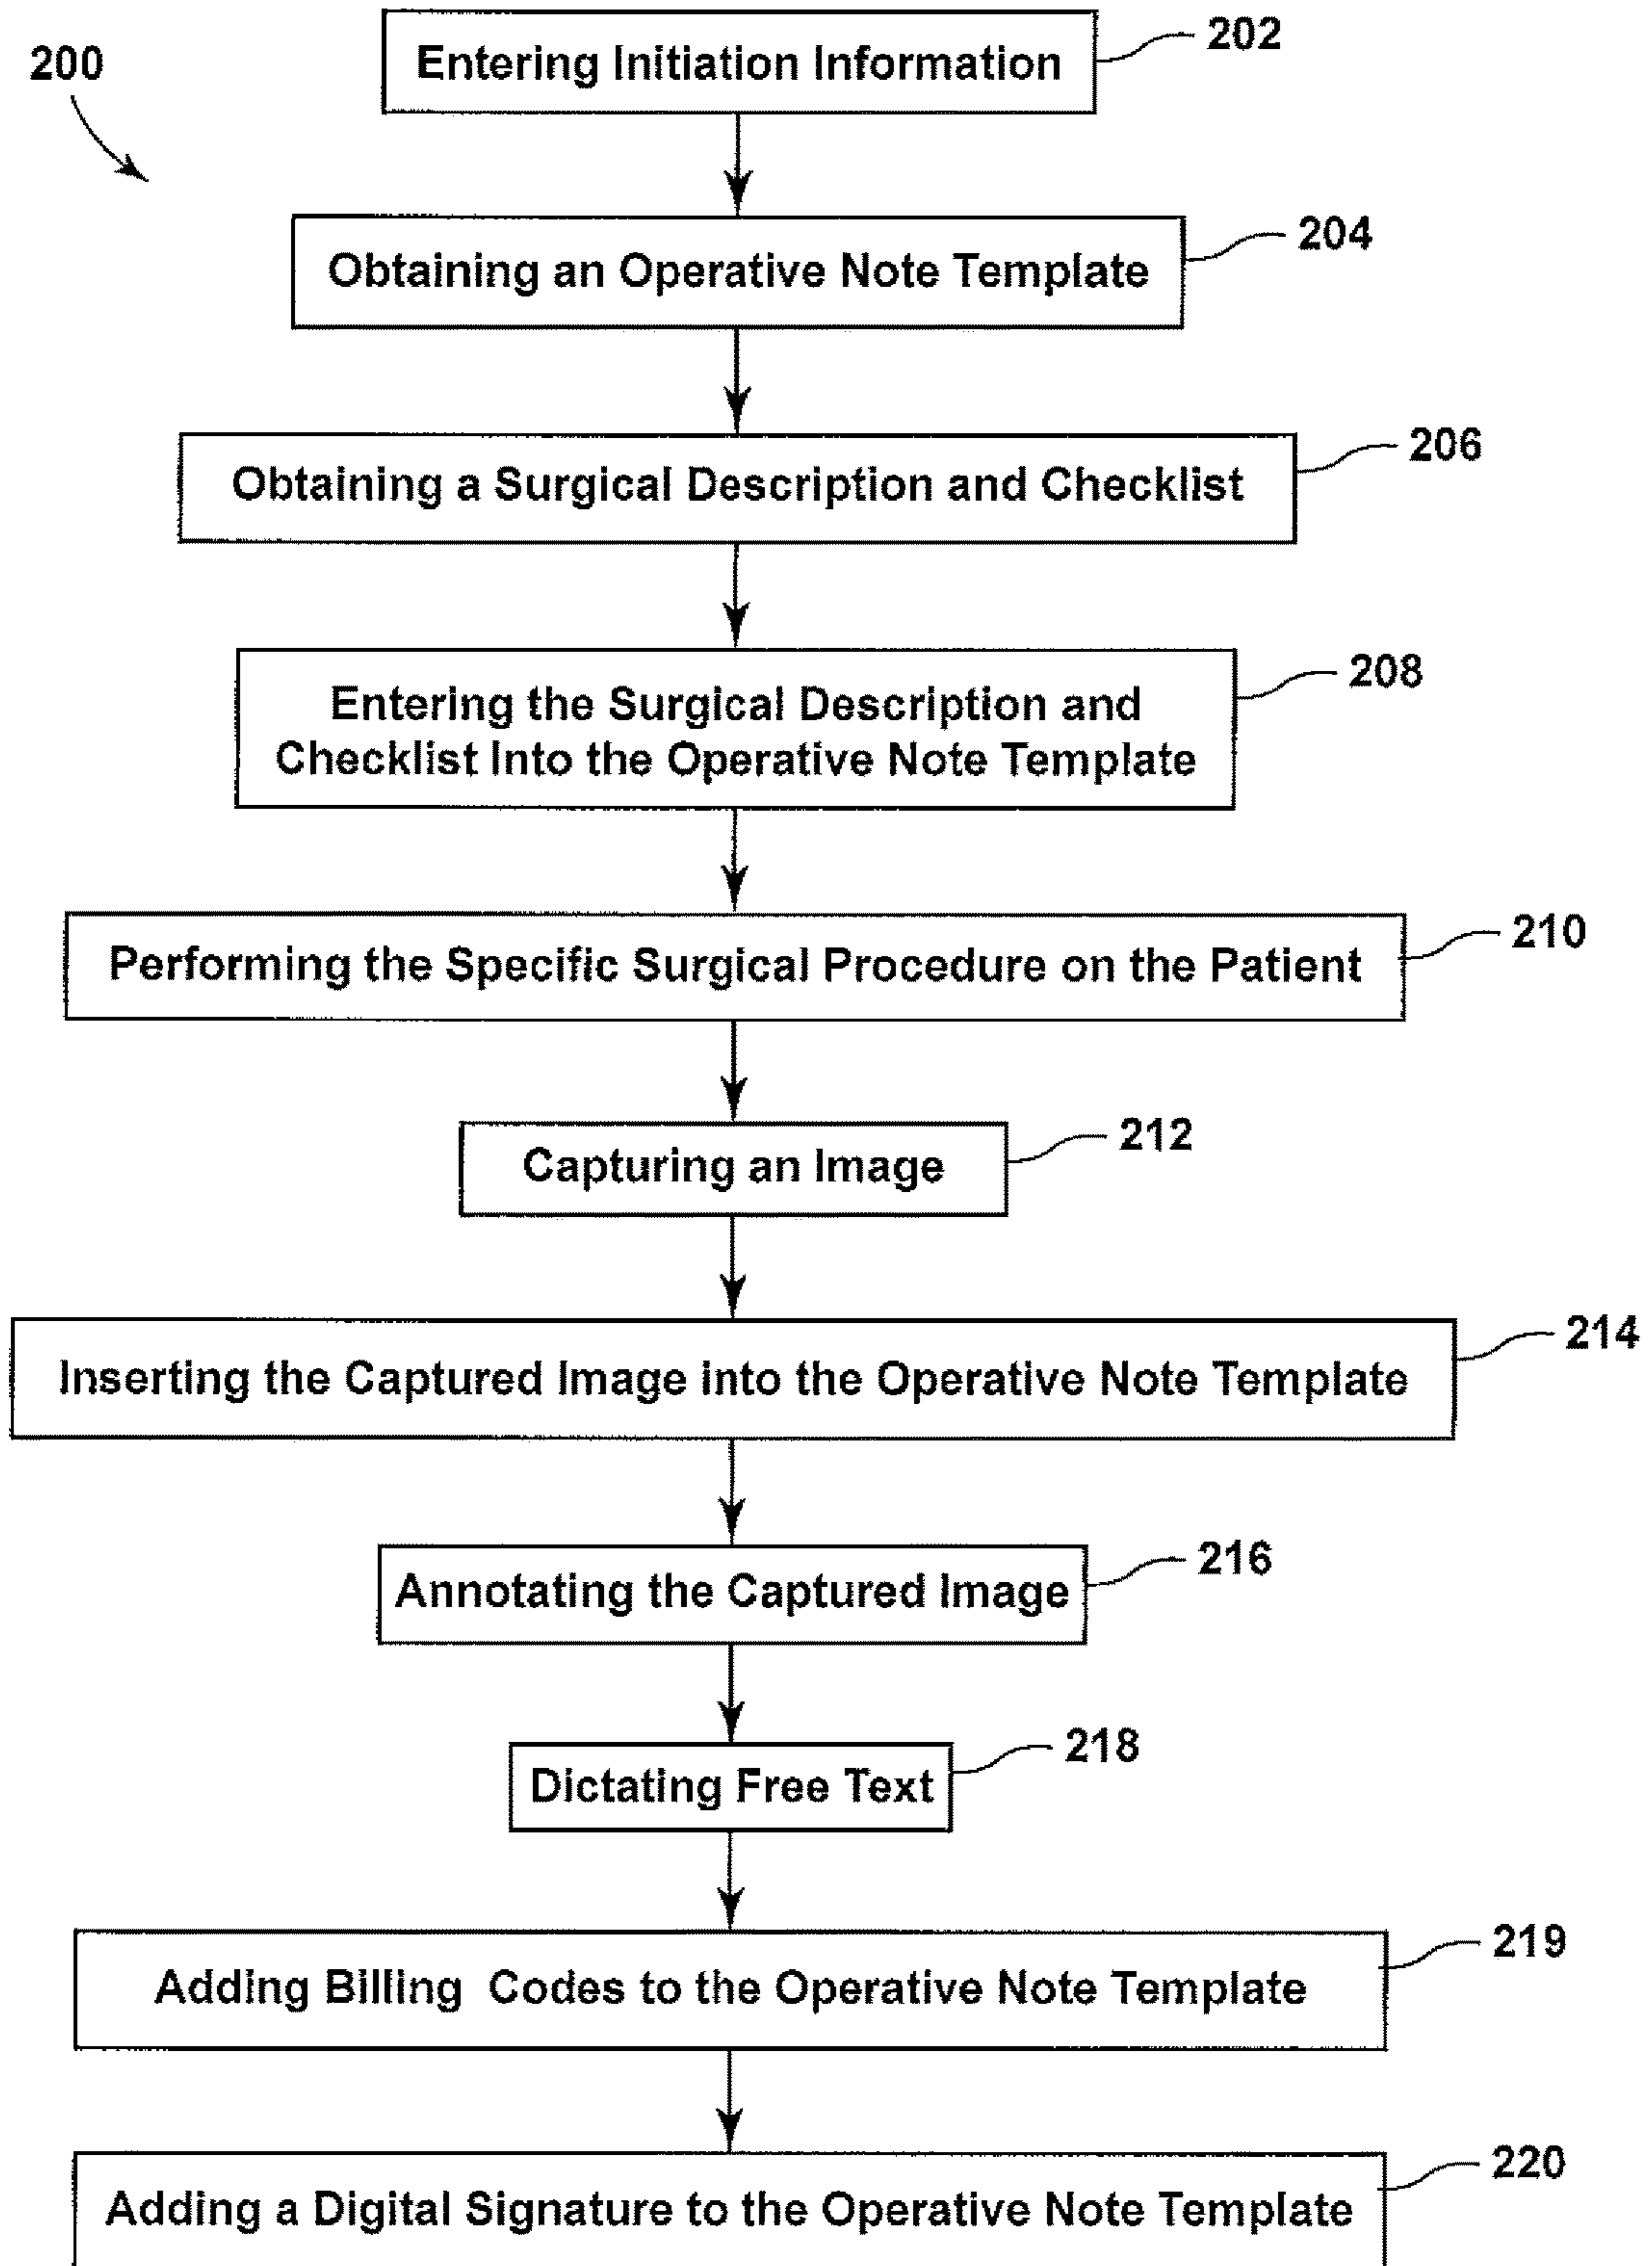 200
Entering Initiation Information
202
Obtaining an Operative Note Template
204
Obtaining a Surgical Description and Checklist
206
Entering the Surgical Description and
Checklist Into the Operative Note Template
208
Performing the Specific Surgical Procedure on the Patient
210
Capturing an Image
212
Inserting the Captured Image into the Operative Note Template
214
Annotating the Captured Image
216
Dictating Free Text
218
Adding Billing Codes to the Operative Note Template
219
Adding a Digital Signature to the Operative Note Template
220